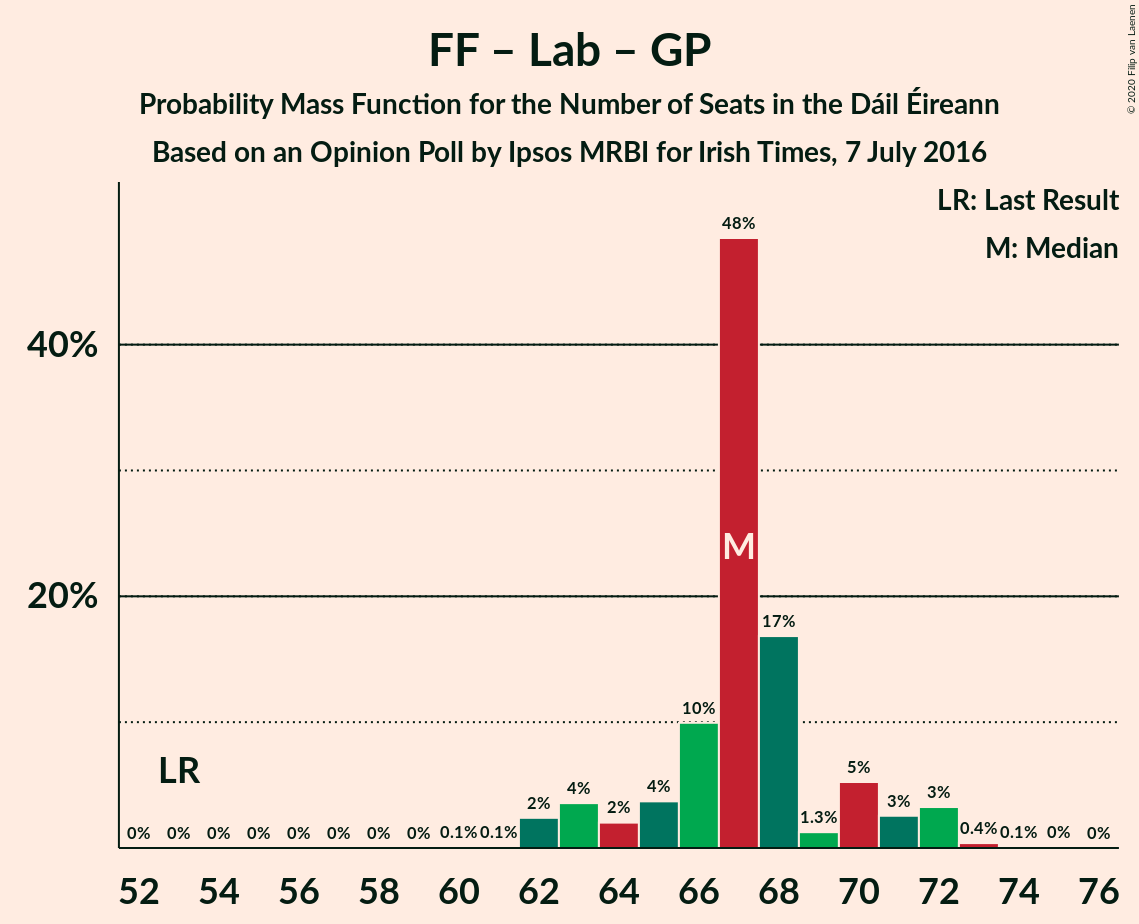 FF – Lab – GP
Probability Mass Function for the Number of Seats in the Dáil Éireann
Based on an Opinion Poll by Ipsos MRBI for Irish Times, 7 July 2016
© 2020 Filip van Laenen
LR: Last Result
M: Median
48%
40%
M
17%
20%
10%
LR
5%
4%
4%
3%
3%
2%
2%
1.3%
0% 0% 0% 0% 0% 0% 0% 0% 0.1% 0.1% 0.4% 0.1% 0% 0%
52 54 56 58 60 62 64 66 68 70 72 74 76